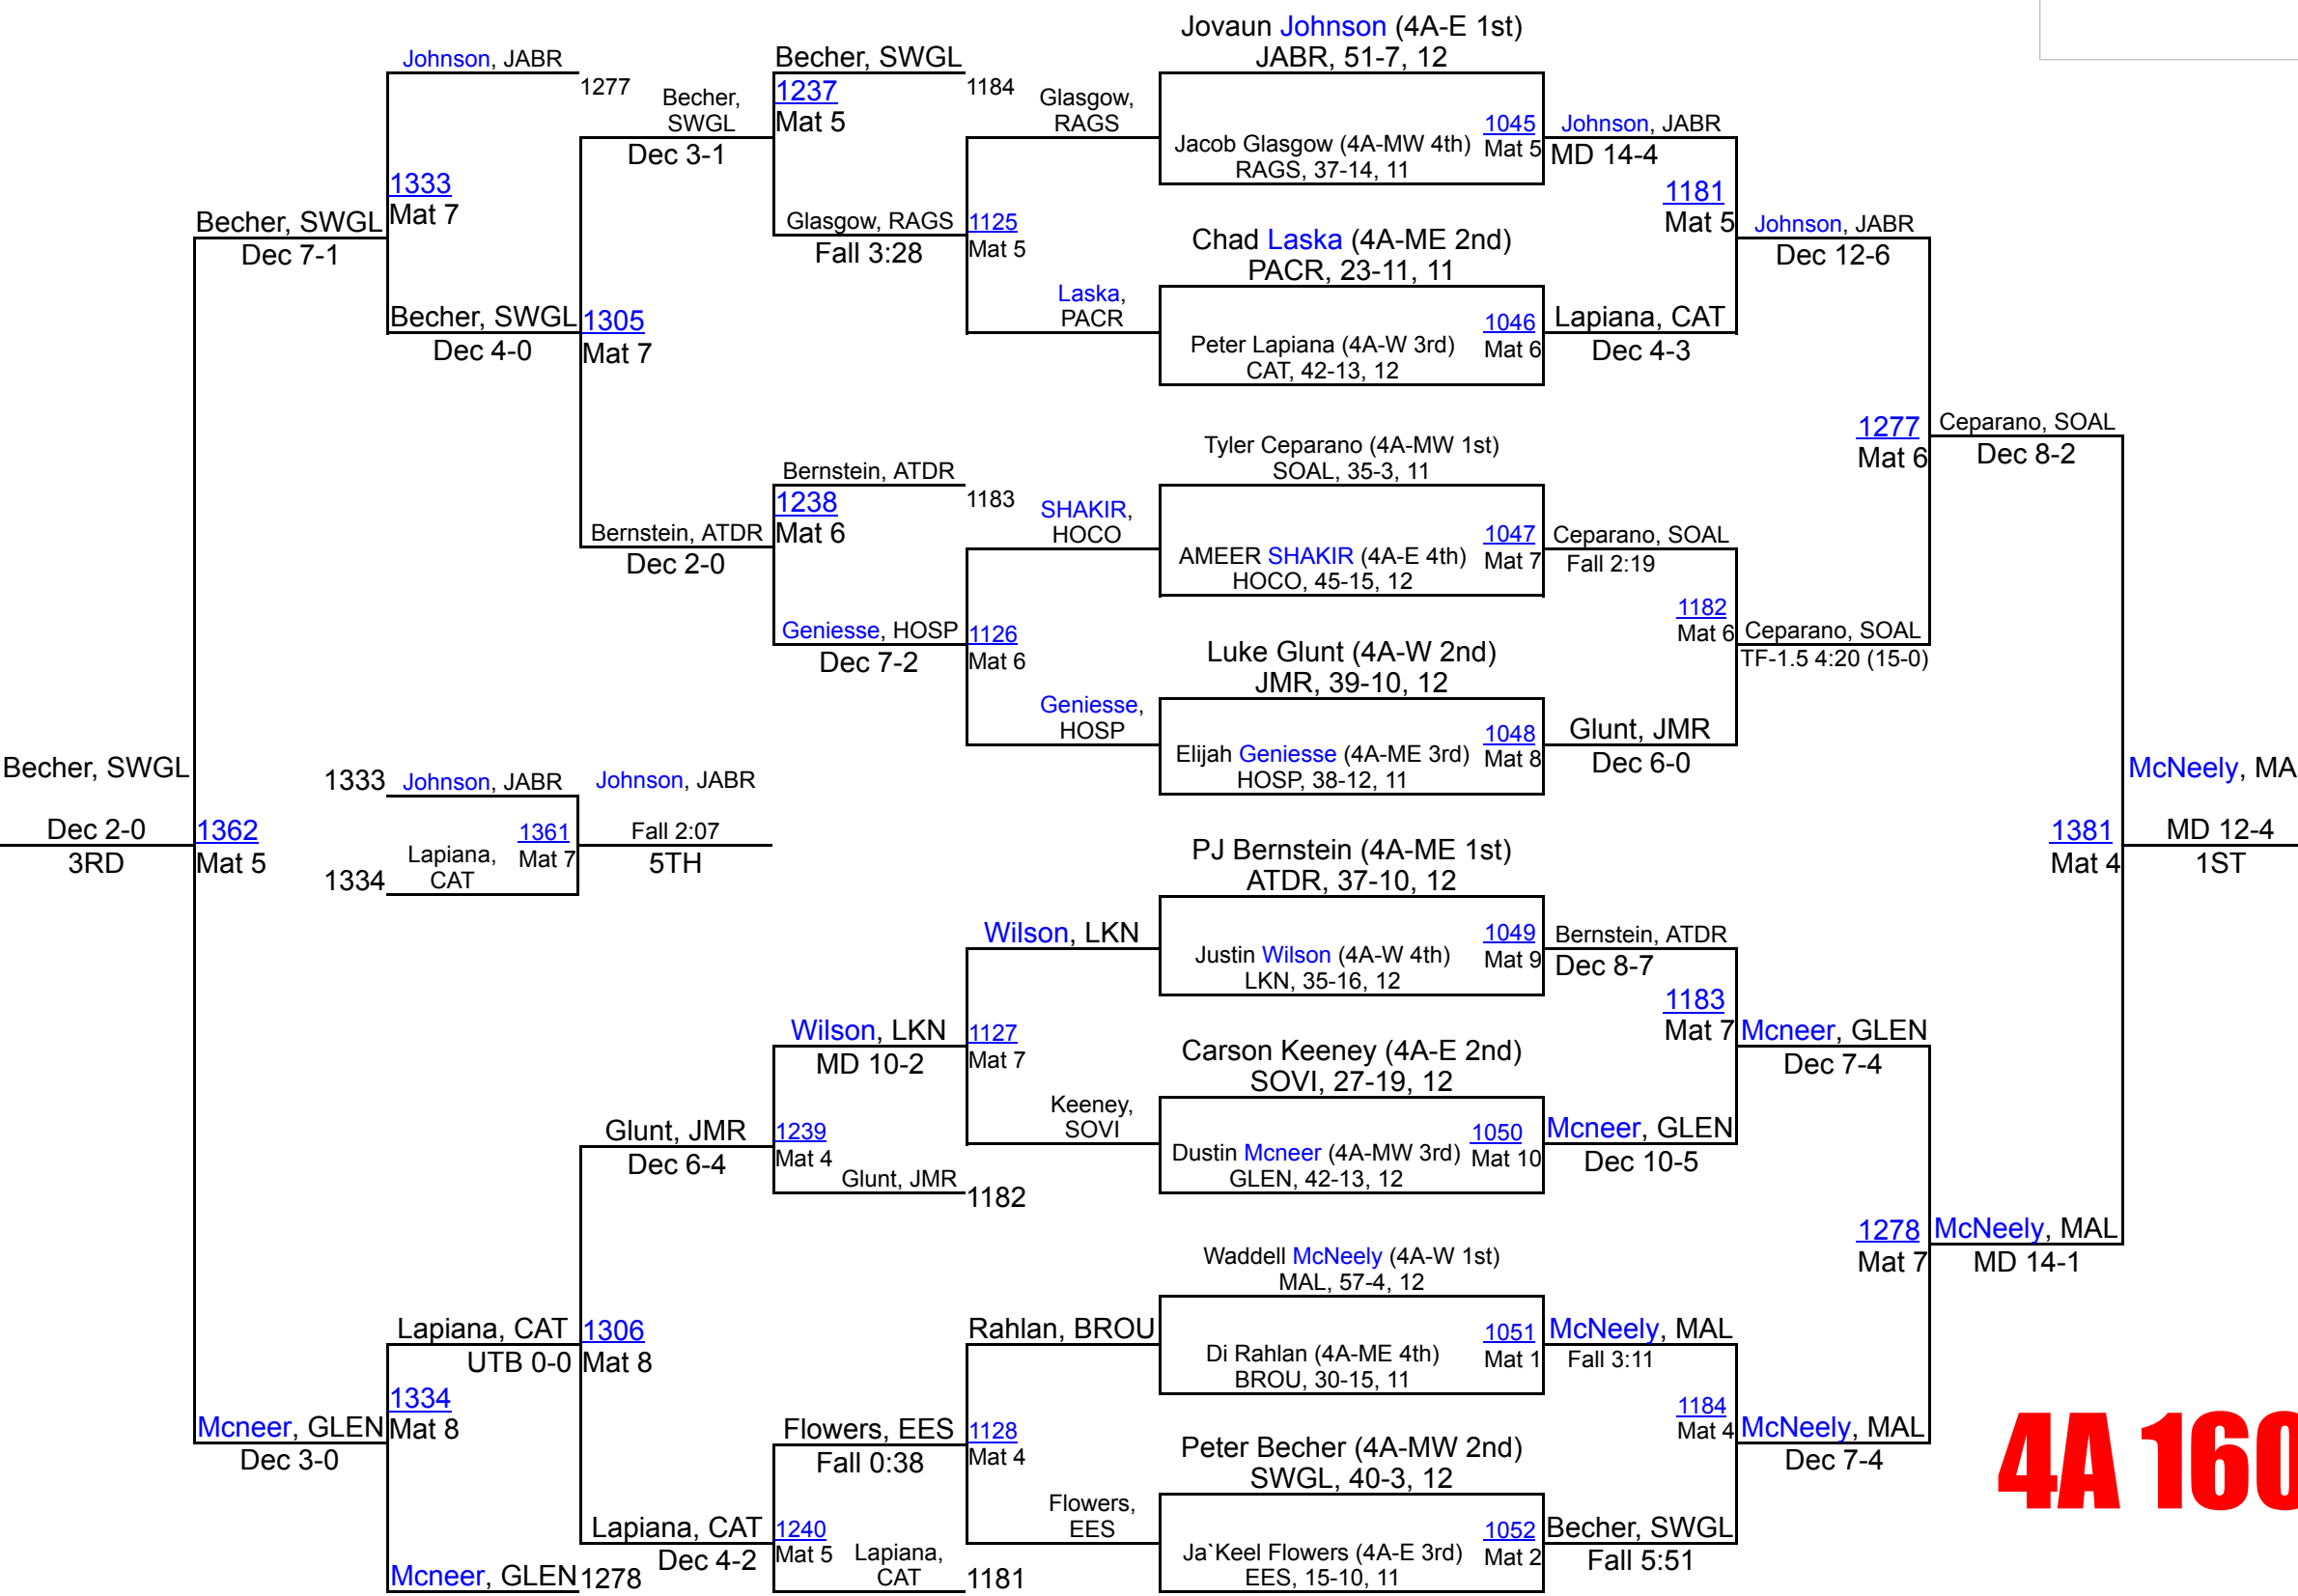 Johnson, JABR
1277
1333
Mat 7
Becher, SWGL
Dec 7-1
Becher, SWGL
Dec 4-0
1305
Mat 7
Becher,
SWGL
Dec 3-1
Becher, SWGL
1184
1237
Mat 5
Glasgow, RAGS
Fall 3:28
1125
Mat 5
Glasgow,
RAGS
Laska,
PACR
Bernstein, ATDR
1183
1238
Mat 6
Bernstein, ATDR
Dec 2-0
Geniesse, HOSP
Dec 7-2
1126
Mat 6
SHAKIR,
HOCO
Geniesse,
HOSP
Becher, SWGL
Dec 2-0
3RD
1362
Mat 5
1333
Johnson, JABR
Lapiana,
CAT
1334
1361
Mat 7
Johnson, JABR
Fall 2:07
5TH
Wilson, LKN
Wilson, LKN
MD 10-2
1127
Mat 7
Keeney,
SOVI
Glunt, JMR
Dec 6-4
1239
Mat 4
Glunt, JMR
1182
Lapiana, CAT
UTB 0-0
1306
Mat 8
1334
Mat 8
Mcneer, GLEN
Dec 3-0
Rahlan, BROU
Flowers, EES
Fall 0:38
1128
Mat 4
Flowers,
EES
Lapiana, CAT
Dec 4-2
1240
Mat 5
Lapiana,
CAT
1181
Mcneer, GLEN
1278
Jovaun Johnson (4A-E 1st)
JABR, 51-7, 12
Jacob Glasgow (4A-MW 4th)
RAGS, 37-14, 11
1045
Mat 5
Johnson, JABR
MD 14-4
Chad Laska (4A-ME 2nd)
PACR, 23-11, 11
Peter Lapiana (4A-W 3rd)
CAT, 42-13, 12
1046
Mat 6
Lapiana, CAT
Dec 4-3
1181
Mat 5
Johnson, JABR
Dec 12-6
Tyler Ceparano (4A-MW 1st)
SOAL, 35-3, 11
AMEER SHAKIR (4A-E 4th)
HOCO, 45-15, 12
1047
Mat 7
Ceparano, SOAL
Fall 2:19
Luke Glunt (4A-W 2nd)
JMR, 39-10, 12
Elijah Geniesse (4A-ME 3rd)
HOSP, 38-12, 11
1048
Mat 8
Glunt, JMR
Dec 6-0
1182
Mat 6
Ceparano, SOAL
TF-1.5 4:20 (15-0)
1277
Mat 6
Ceparano, SOAL
Dec 8-2
PJ Bernstein (4A-ME 1st)
ATDR, 37-10, 12
Justin Wilson (4A-W 4th)
LKN, 35-16, 12
1049
Mat 9
Bernstein, ATDR
Dec 8-7
Carson Keeney (4A-E 2nd)
SOVI, 27-19, 12
Dustin Mcneer (4A-MW 3rd)
GLEN, 42-13, 12
1050
Mat 10
Mcneer, GLEN
Dec 10-5
1183
Mat 7
Mcneer, GLEN
Dec 7-4
Waddell McNeely (4A-W 1st)
MAL, 57-4, 12
Di Rahlan (4A-ME 4th)
BROU, 30-15, 11
1051
Mat 1
McNeely, MAL
Fall 3:11
Peter Becher (4A-MW 2nd)
SWGL, 40-3, 12
Ja`Keel Flowers (4A-E 3rd)
EES, 15-10, 11
1052
Mat 2
Becher, SWGL
Fall 5:51
1184
Mat 4
McNeely, MAL
Dec 7-4
1278
Mat 7
McNeely, MAL
MD 14-1
McNeely, MA
1381
Mat 4
MD 12-4
1ST
4A 160